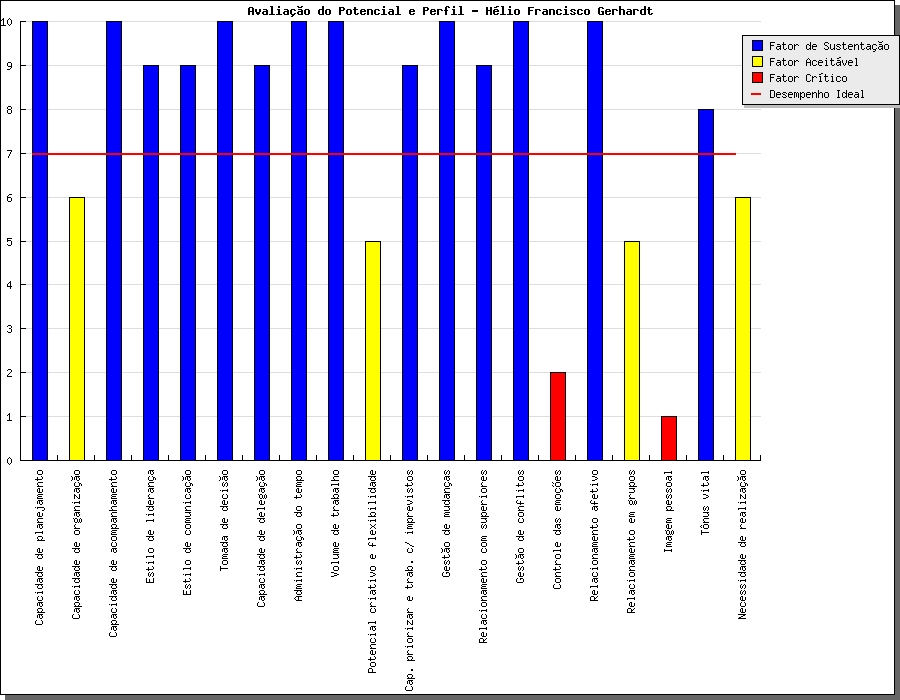 Avaliação do Potencial e Perfil - Hélio Francisco Gerhardt
10
9
8
7
6
5
4
3
2
1
0
Fator de Sustentação
Fator Aceitável
Fator Crítico
Desempenho Ideal
Capacidade de planejamento
Capacidade de organização
Capacidade de acompanhamento
Estilo de liderança
Estilo de comunicação
Tomada de decisão
Capacidade de delegação
Administração do tempo
Volume de trabalho
Potencial criativo e flexibilidade
Cap. priorizar e trab. c/ imprevistos
Gestão de mudanças
Relacionamento com superiores
Gestão de conflitos
Controle das emoções
Relacionamento afetivo
Relacionamento em grupos
Imagem pessoal
Tônus vital
Necessidade de realização